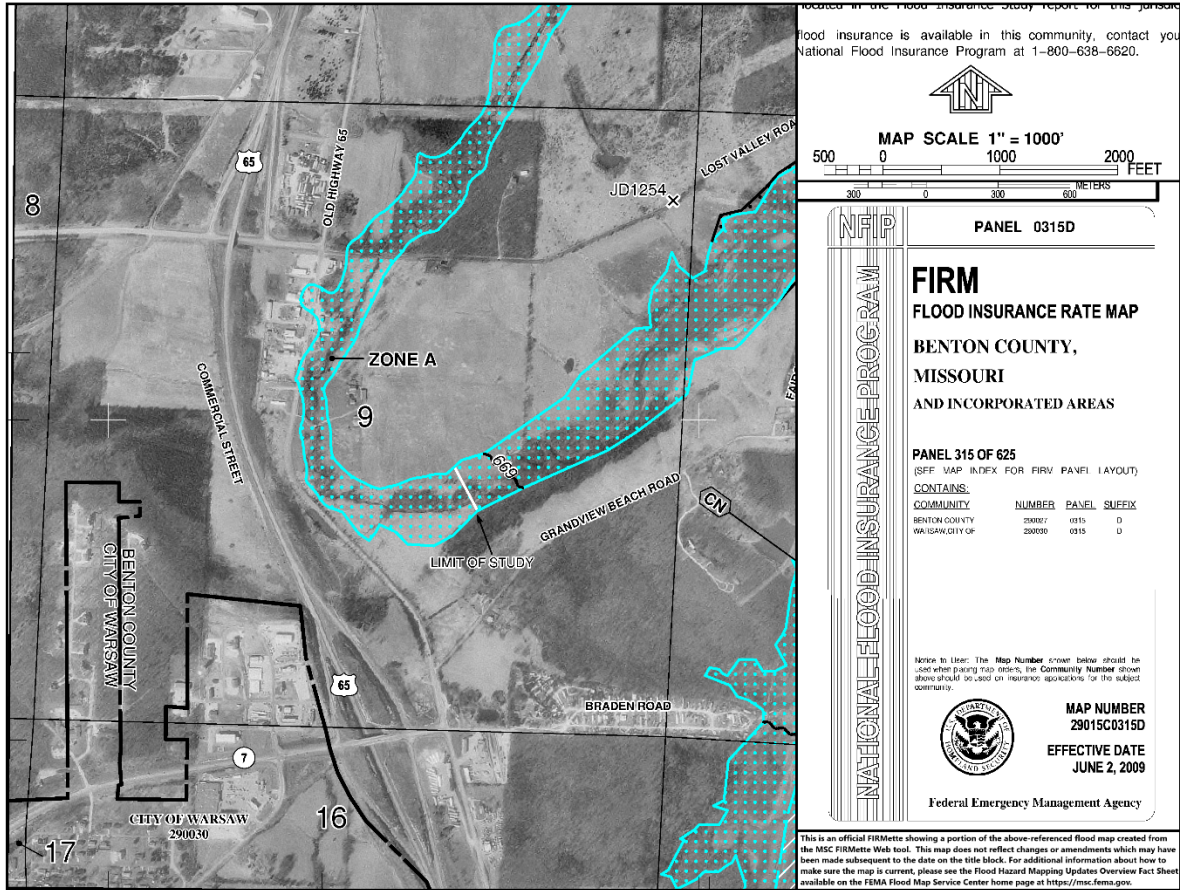 65
OLD HIGHWAY 65
LOST VALLEY ROA
JD1254
8
ZONE A
COMMERCIAL STREET
9
669
FAIR
GRANDVIEW BEACH ROAD
CN
LIMIT OF STUDY
BENTON COUNTY
CITY OF WARSAW
65
BRADEN ROAD
7
CITY OF WARSAW
290030
16
17
located in the Flood Insurance Study report for this jurisdic
flood insurance is available in this community, contact you
National Flood Insurance Program at 1-800-638-6620.
N
MAP SCALE 1" = 1000'
500 0 1000 2000
FEET
METERS
300 0 300 600
NFIP
PANEL 0315D
NATIONAL FLOOD INSURANCE PROGRAM
FIRM
FLOOD INSURANCE RATE MAP
BENTON COUNTY,
MISSOURI
AND INCORPORATED AREAS
PANEL 315 OF 625
(SEE MAP INDEX FOR FIRM PANEL LAYOUT)
CONTAINS:
COMMUNITY NUMBER PANEL SUFFIX
BENTON COUNTY 290027 0315 D
WARSAW, CITY OF 290030 0315 D
Notice to User: The Map Number shown below should be
used when placing map orders, the Community Number shown
above should be used on insurance applications for the subject
community.
U.S. DEPARTMENT OF HOMELAND SECURITY
MAP NUMBER
29015C0315D
EFFECTIVE DATE
JUNE 2, 2009
Federal Emergency Management Agency
This is an official FIRMette showing a portion of the above-referenced flood map created from
the MSC FIRMette Web tool. This map does not reflect changes or amendments which may have
been made subsequent to the date on the title block. For additional information about how to
make sure the map is current, please see the Flood Hazard Mapping Updates Overview Fact Sheet
available on the FEMA Flood Map Service Center home page at https://msc.fema.gov.